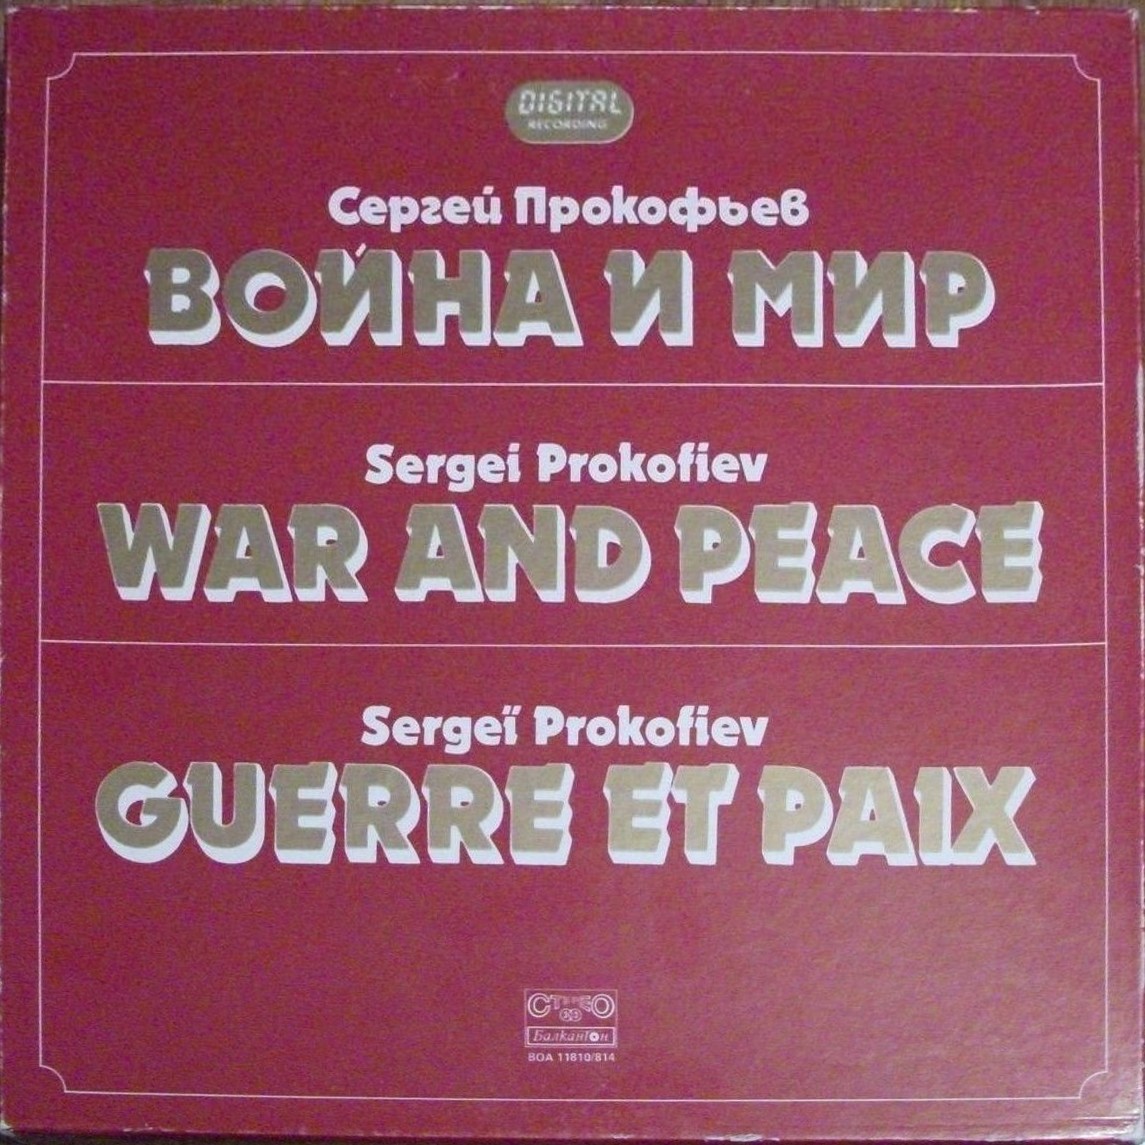 DIGITAL
RECORDING
Сергей Прокофьев
ВОЙНА И МИР
Sergei Prokofiev
WAR AND PEACE
Sergeï Prokofiev
GUERRE ET PAIX
СТЕРЕО
33
Балкантон
BOA 11810/814